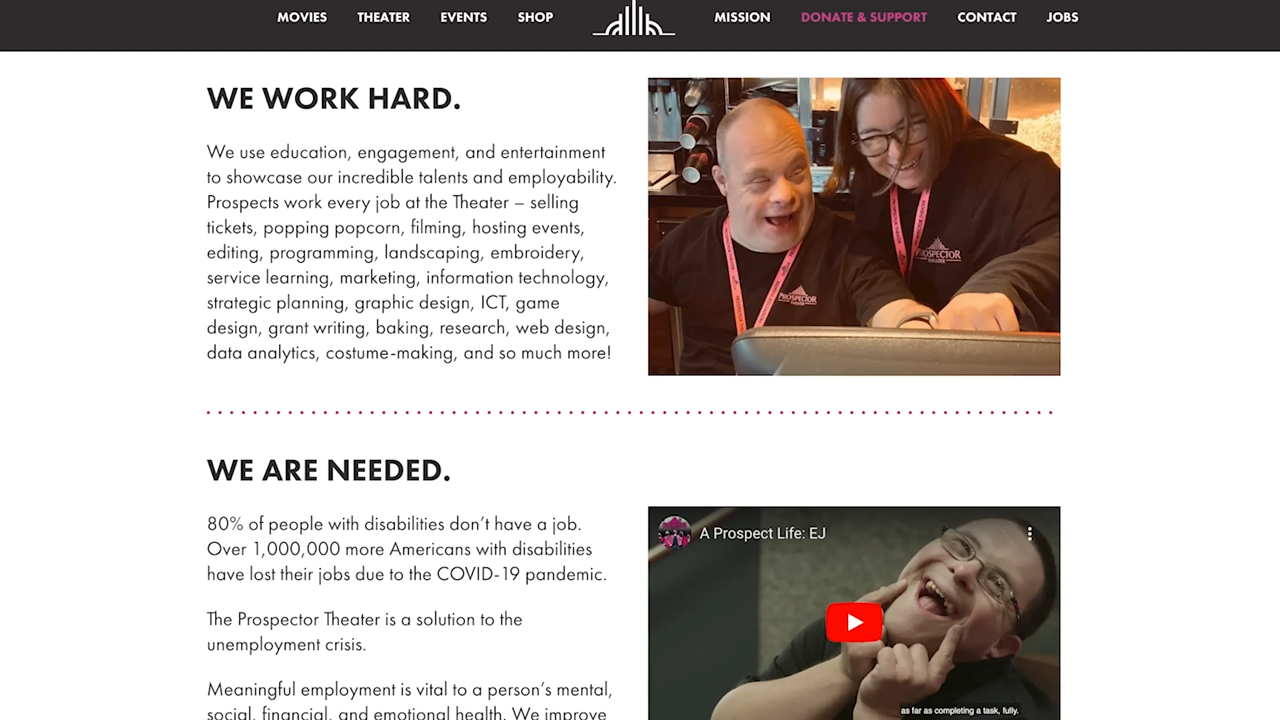 MOVIES THEATER EVENTS SHOP MISSION DONATE & SUPPORT CONTACT JOBS
WE WORK HARD.
We use education, engagement, and entertainment
to showcase our incredible talents and employability.
Prospects work every job at the Theater – selling
tickets, popping popcorn, filming, hosting events,
editing, programming, landscaping, embroidery,
service learning, marketing, information technology,
strategic planning, graphic design, ICT, game
design, grant writing, baking, research, web design,
data analytics, costume-making, and so much more!
PROSPECTOR
THEATER
PROSPECTOR
THEATER
WE ARE NEEDED.
80% of people with disabilities don’t have a job.
Over 1,000,000 more Americans with disabilities
have lost their jobs due to the COVID-19 pandemic.
The Prospector Theater is a solution to the
unemployment crisis.
Meaningful employment is vital to a person’s mental,
social, financial, and emotional health. We improve
A Prospect Life: EJ
as far as completing a task, fully.